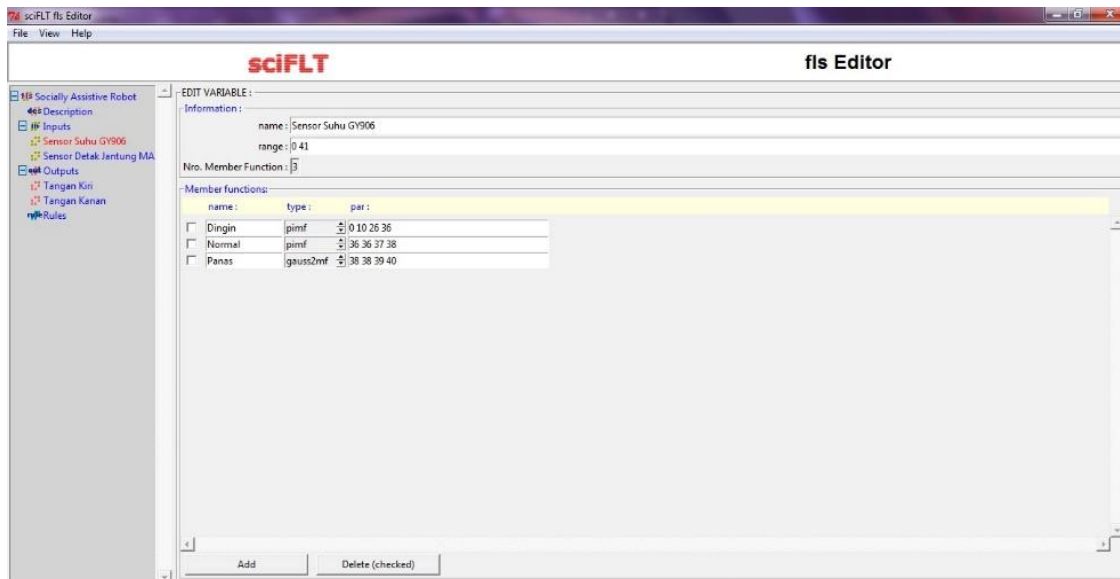 sciFLT fls Editor
File View Help
sciFLT
fls Editor
Socially Assistive Robot
Description
Inputs
Sensor Suhu GY906
Sensor Detak Jantung MA
Outputs
Tangan Kiri
Tangan Kanan
Rules
EDIT VARIABLE :
Information :
name : Sensor Suhu GY906
range : 0 41
Nro. Member Function : 3
Member functions:
name : type : par :
Dingin pimf 0 10 26 36
Normal pimf 36 36 37 38
Panas gauss2mf 38 38 39 40
Add Delete (checked)